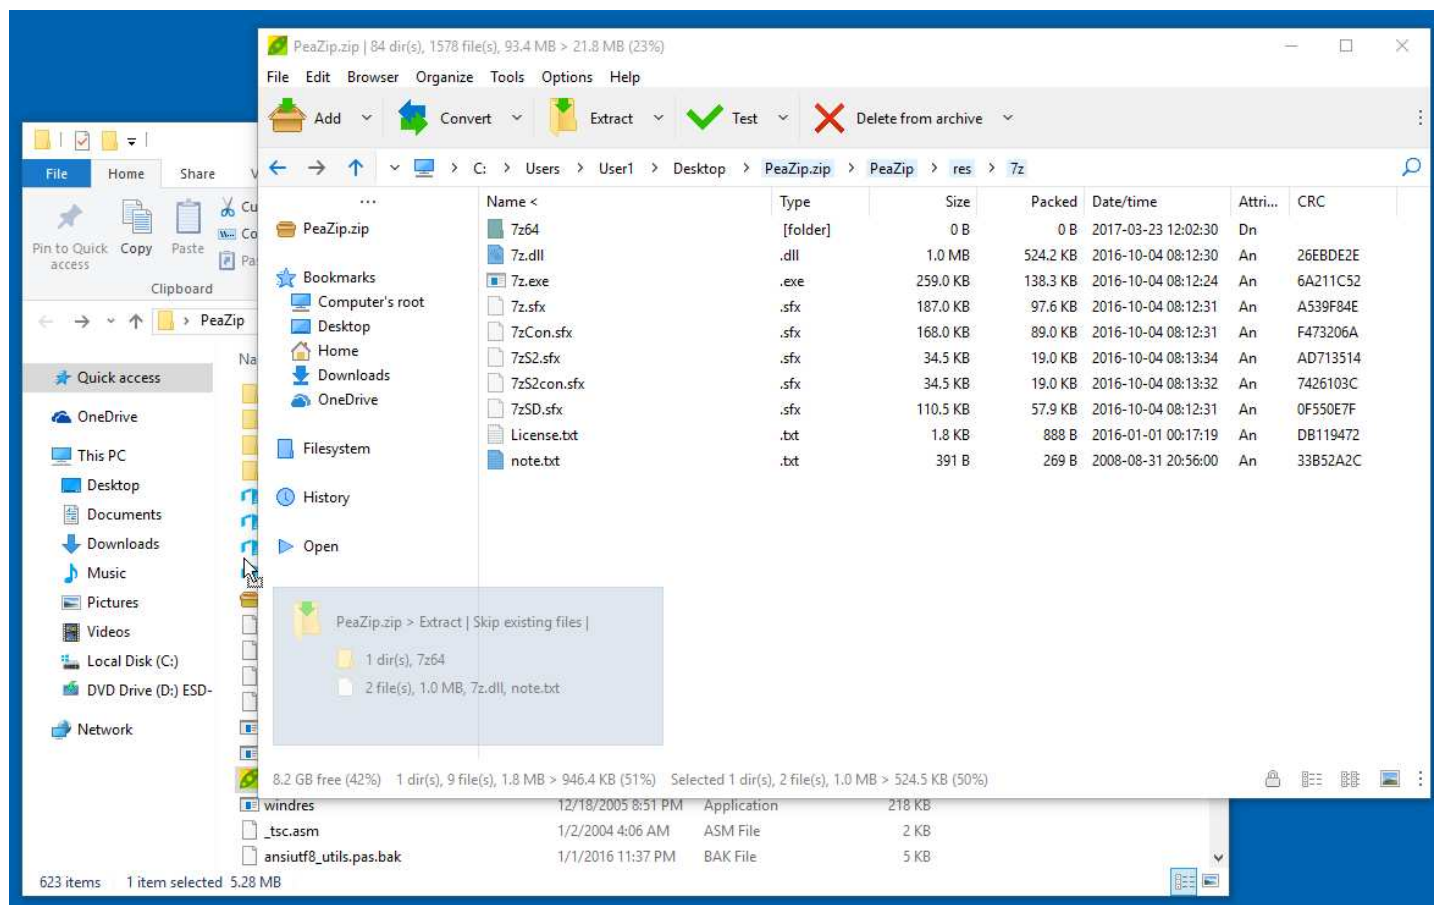 PeaZip.zip | 84 dir(s), 1578 file(s), 93.4 MB > 21.8 MB (23%)
File Edit Browser Organize Tools Options Help
Add Convert Extract Test Delete from archive
C: > Users > User1 > Desktop > PeaZip.zip > PeaZip > res > 7z
...
PeaZip.zip
Bookmarks
Computer's root
Desktop
Home
Downloads
OneDrive
Filesystem
History
Open
Name < Type Size Packed Date/time Attri... CRC
7z64 [folder] 0 B 0 B 2017-03-23 12:02:30 Dn
7z.dll .dll 1.0 MB 524.2 KB 2016-10-04 08:12:30 An 26EBDE2E
7z.exe .exe 259.0 KB 138.3 KB 2016-10-04 08:12:24 An 6A211C52
7z.sfx .sfx 187.0 KB 97.6 KB 2016-10-04 08:12:31 An A539F84E
7zCon.sfx .sfx 168.0 KB 89.0 KB 2016-10-04 08:12:31 An F473206A
7zS2.sfx .sfx 34.5 KB 19.0 KB 2016-10-04 08:13:34 An AD713514
7zS2con.sfx .sfx 34.5 KB 19.0 KB 2016-10-04 08:13:32 An 7426103C
7zSD.sfx .sfx 110.5 KB 57.9 KB 2016-10-04 08:12:31 An 0F550E7F
License.txt .txt 1.8 KB 888 B 2016-01-01 00:17:19 An DB119472
note.txt .txt 391 B 269 B 2008-08-31 20:56:00 An 33B52A2C
PeaZip.zip > Extract | Skip existing files |
1 dir(s), 7z64
2 file(s), 1.0 MB, 7z.dll, note.txt
8.2 GB free (42%) 1 dir(s), 9 file(s), 1.8 MB > 946.4 KB (51%) Selected 1 dir(s), 2 file(s), 1.0 MB > 524.5 KB (50%)
File Home Share V
Pin to Quick access
Copy
Paste
Cu
Co
Pa
Clipboard
> PeaZip
Na
Quick access
OneDrive
This PC
Desktop
Documents
Downloads
Music
Pictures
Videos
Local Disk (C:)
DVD Drive (D:) ESD-
Network
windres 12/18/2005 8:51 PM Application 218 KB
_tsc.asm 1/2/2004 4:06 AM ASM File 2 KB
ansiutf8_utils.pas.bak 1/1/2016 11:37 PM BAK File 5 KB
623 items 1 item selected 5.28 MB